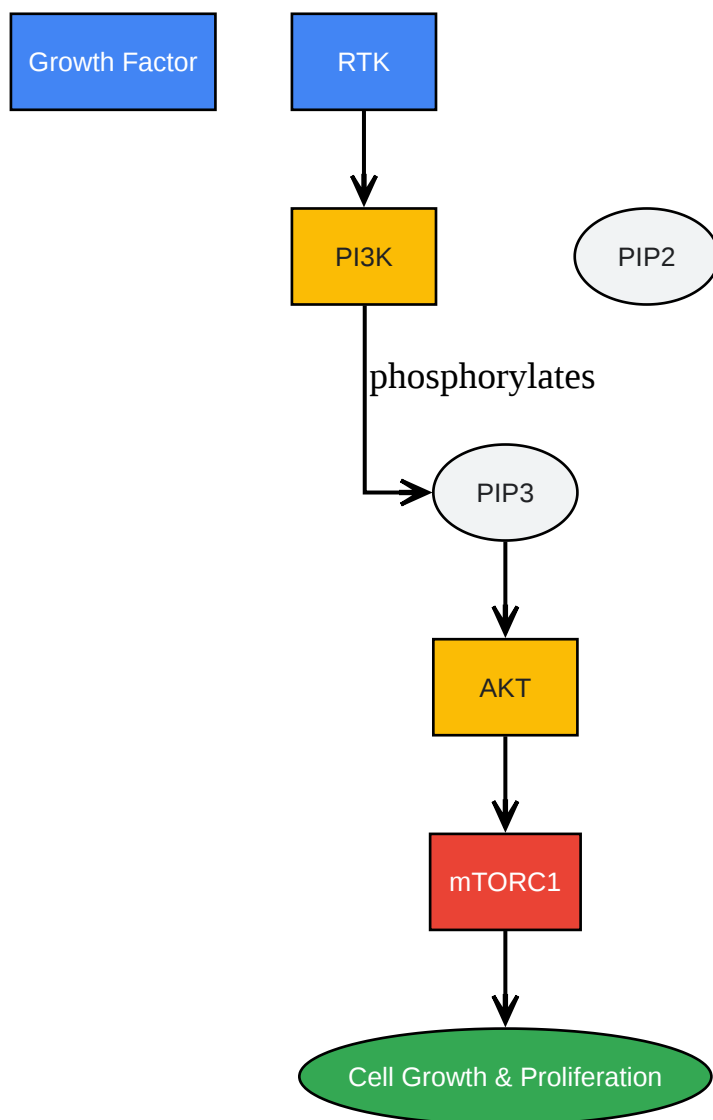 Growth Factor
RTK
PI3K
PIP2
phosphorylates
PIP3
AKT
mTORC1
Cell Growth & Proliferation